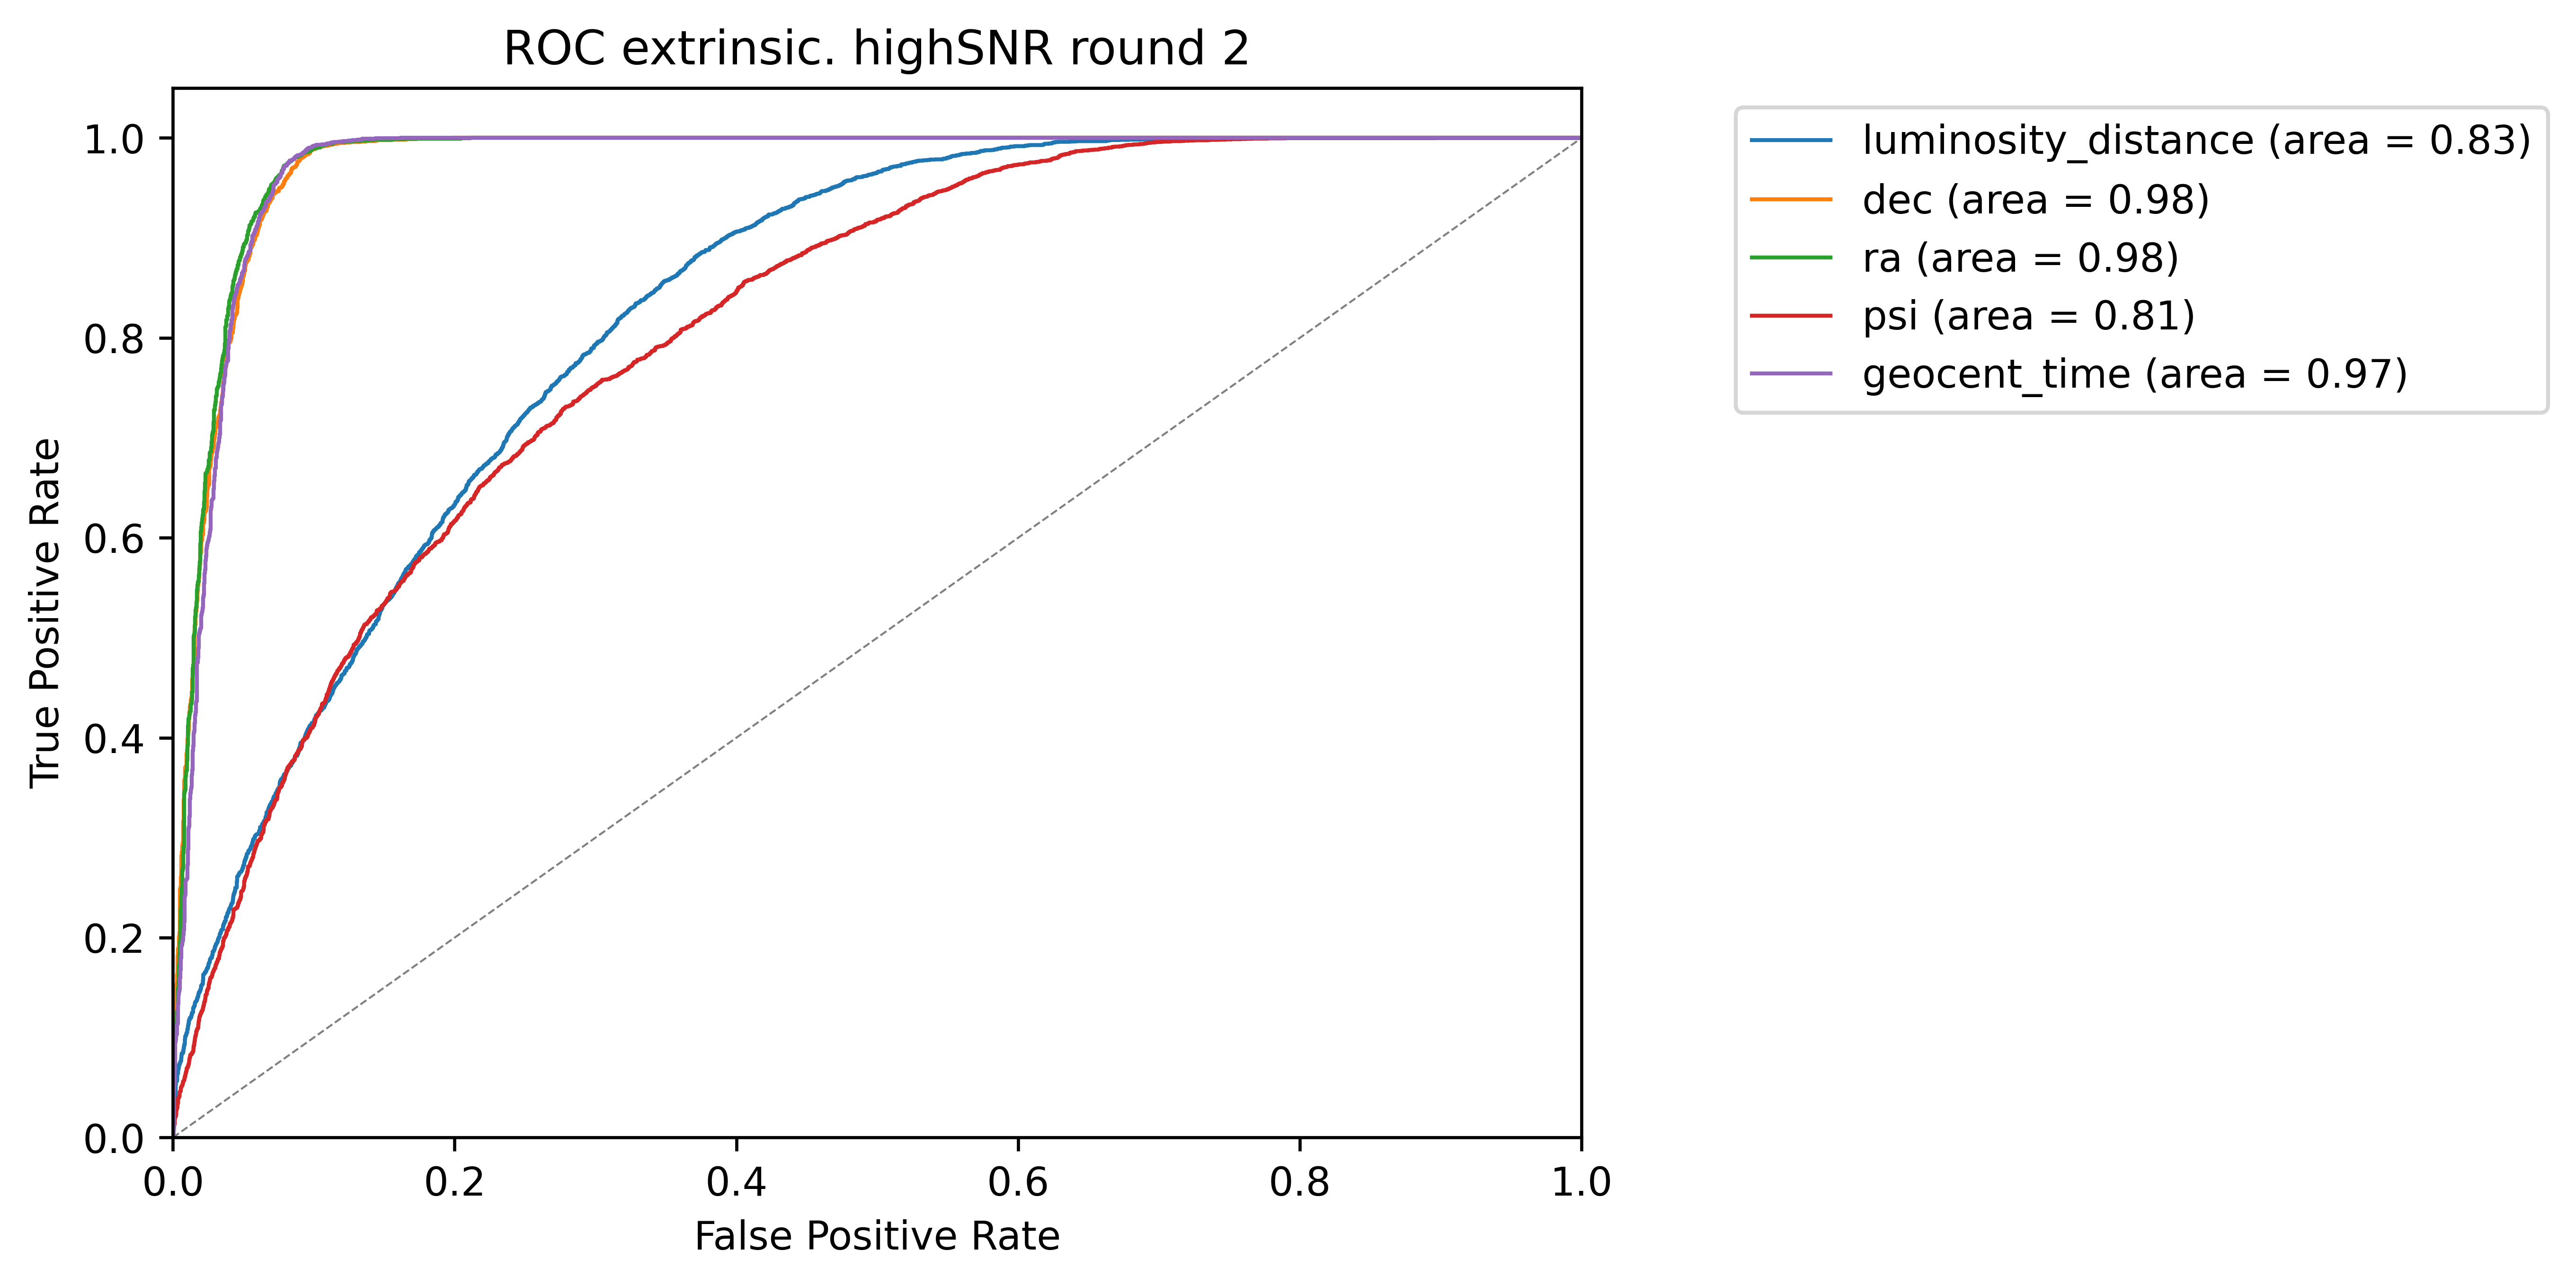 ROC extrinsic. highSNR round 2
True Positive Rate
1.0
0.8
0.6
0.4
0.2
0.0
0.0 0.2 0.4 0.6 0.8 1.0
False Positive Rate
luminosity_distance (area = 0.83)
dec (area = 0.98)
ra (area = 0.98)
psi (area = 0.81)
geocent_time (area = 0.97)